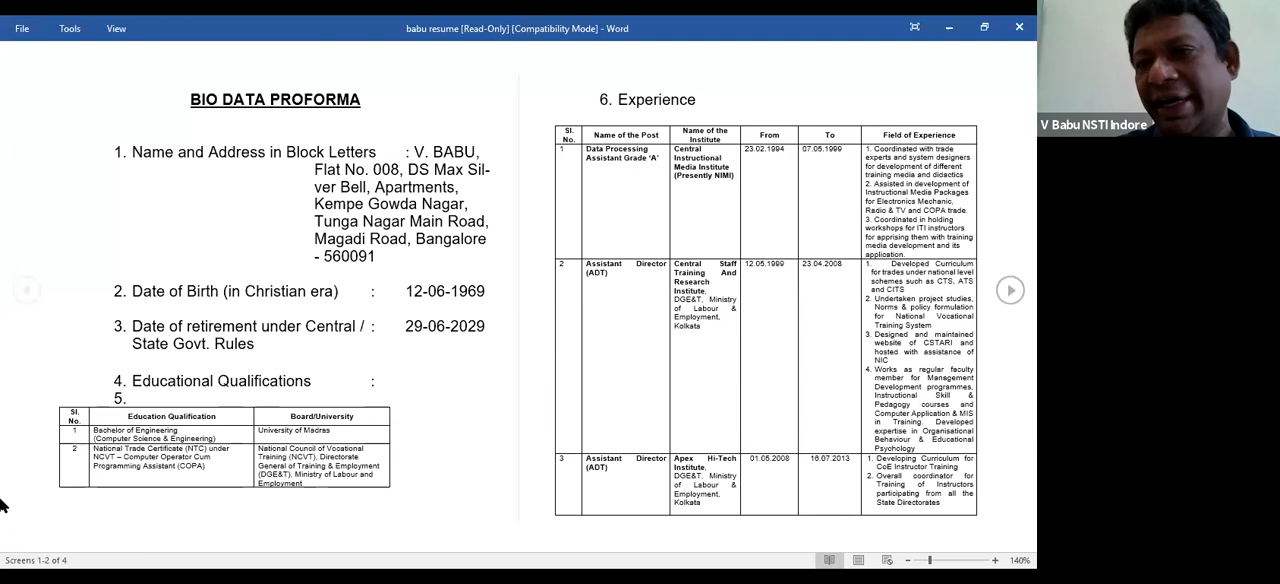 File
Tools
View
babu resume [Read-Only] [Compatibility Mode] - Word
BIO DATA PROFORMA
1. Name and Address in Block Letters : V. BABU,
Flat No. 008, DS Max Sil-
ver Bell, Apartments,
Kempe Gowda Nagar,
Tunga Nagar Main Road,
Magadi Road, Bangalore
- 560091
2. Date of Birth (in Christian era) : 12-06-1969
3. Date of retirement under Central / : 29-06-2029
State Govt. Rules
4. Educational Qualifications :
5.
Sl. No. Education Qualification Board/University
1 Bachelor of Engineering University of Madras
(Computer Science & Engineering)
2 National Trade Certificate (NTC) under National Council of Vocational
NCVT – Computer Operator Cum Training (NCVT), Directorate
Programming Assistant (COPA) General of Training & Employment
(DGE&T), Ministry of Labour and
Employment
6. Experience
Sl. No. Name of the Post Name of the Institute From To Field of Experience
1 Data Processing Assistant Grade ‘A’ Central Instructional Media Institute (Presently NIMI) 23.02.1994 07.05.1999
1. Coordinated with trade
experts and system designers
for development of different
training media and didactics
2. Assisted in development of
Instructional Media Packages
for Electronics Mechanic,
Radio & TV and COPA trade.
3. Coordinated in holding
workshops for ITI instructors
for apprising them with training
media development and its
application.
2 Assistant Director (ADT) Central Staff Training And Research Institute, DGE&T, Ministry of Labour & Employment, Kolkata 12.05.1999 23.04.2008
1. Developed Curriculum
for trades under national level
schemes such as CTS, ATS
and CITS
2. Undertaken project studies,
Norms & policy formulation
for National Vocational
Training System
3. Designed and maintained
website of CSTARI and
hosted with assistance of
NIC
4. Works as regular faculty
member for Management
Development programmes,
Instructional Skill &
Pedagogy courses and
Computer Application & MIS
in Training. Developed
expertise in Organisational
Behaviour & Educational
Psychology
3 Assistant Director (ADT) Apex Hi-Tech Institute, DGE&T, Ministry of Labour & Employment, Kolkata 01.05.2008 16.07.2013
1. Developing Curriculum for
CoE Instructor Training
2. Overall coordinator for
Training of Instructors
participating from all the
State Directorates
V Babu NSTI Indore
Screens 1-2 of 4
140%